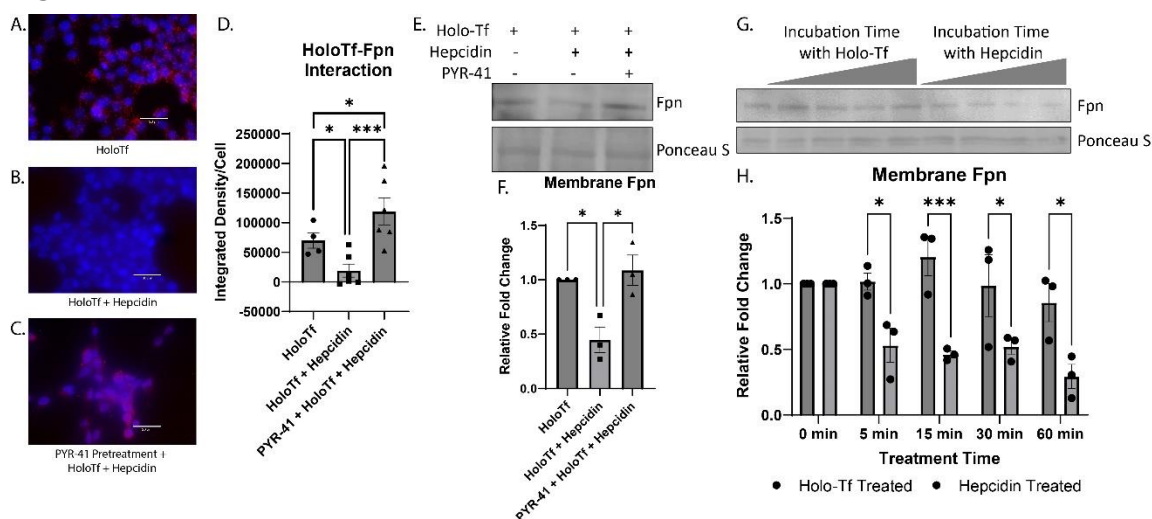 A.
HoloTf
B.
HoloTf + Hepcidin
C.
PYR-41 Pretreatment +
HoloTf + Hepcidin
D.
HoloTf-Fpn
Interaction
*
* ***
Integrated Density/Cell
250000
200000
150000
100000
50000
0
-50000
HoloTf
HoloTf + Hepcidin
PYR-41 + HoloTf + Hepcidin
E.
Holo-Tf + + +
Hepcidin - + +
PYR-41 - - +
Fpn
Ponceau S
F.
Membrane Fpn
* *
Relative Fold Change
1.5
1.0
0.5
0.0
HoloTf
HoloTf + Hepcidin
PYR-41 + HoloTf + Hepcidin
G.
Incubation Time
with Holo-Tf
Incubation Time
with Hepcidin
Fpn
Ponceau S
H.
Membrane Fpn
* *** * *
Relative Fold Change
1.5
1.0
0.5
0.0
0 min 5 min 15 min 30 min 60 min
Treatment Time
Holo-Tf Treated Hepcidin Treated